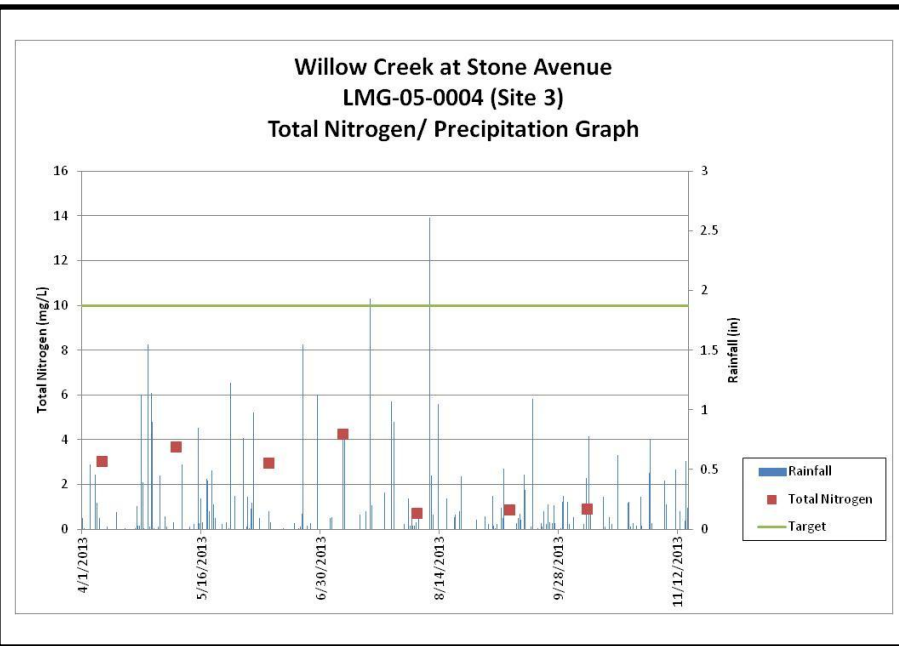 Willow Creek at Stone Avenue
LMG-05-0004 (Site 3)
Total Nitrogen/ Precipitation Graph
16
14
12
10
8
6
4
2
0
Total Nitrogen (mg/L)
3
2.5
2
1.5
1
0.5
0
Rainfall (in)
4/1/2013
5/16/2013
6/30/2013
8/14/2013
9/28/2013
11/12/2013
Rainfall
Total Nitrogen
Target